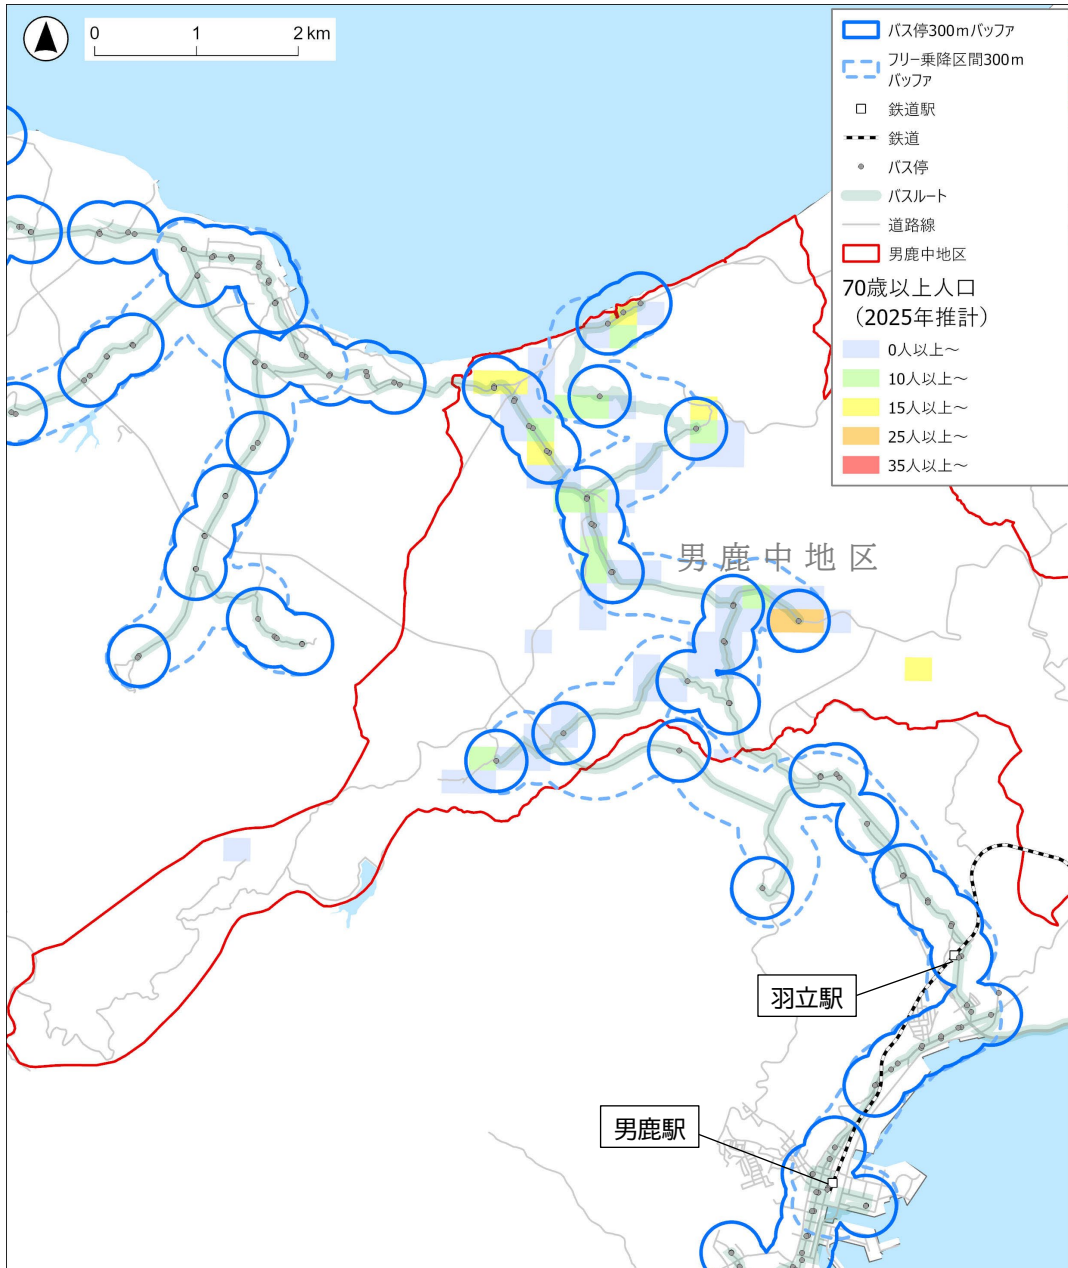 0 1 2 km
バス停300mバッファ
フリー乗降区間300m
バッファ
鉄道駅
鉄道
バス停
バスルート
道路線
男鹿中地区
70歳以上人口
（2025年推計）
0人以上～
10人以上～
15人以上～
25人以上～
35人以上～
男鹿中地区
羽立駅
男鹿駅